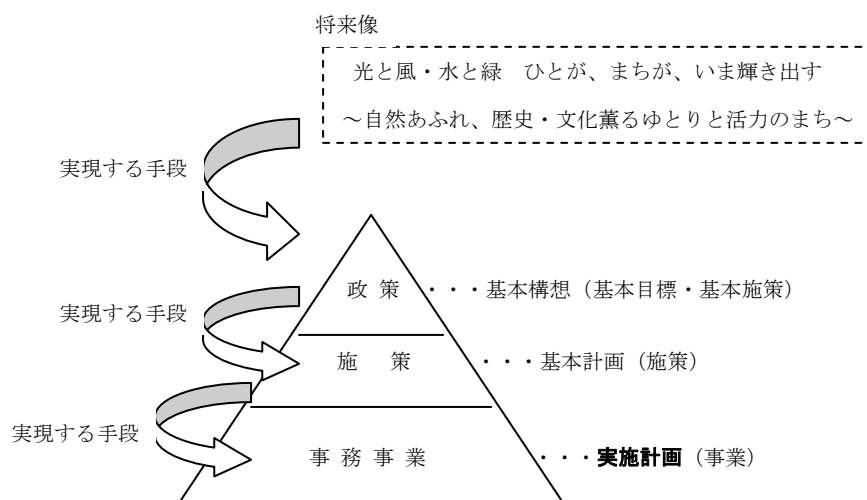 将来像
光と風・水と緑　ひとが、まちが、いま輝き出す
～自然あふれ、歴史・文化薫るゆとりと活力のまち～
実現する手段
政 策 ・・・基本構想（基本目標・基本施策）
実現する手段
施　策 ・・・基本計画（施策）
実現する手段
事 務 事 業 ・・・実施計画（事業）